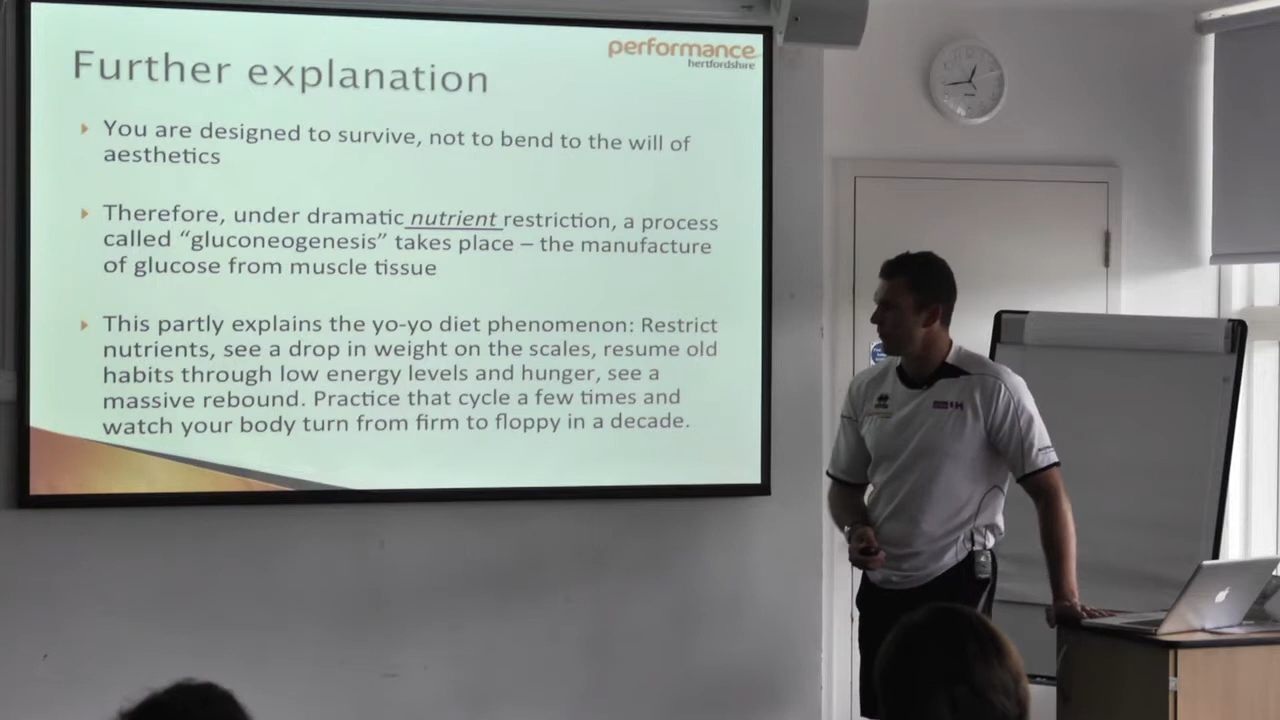 performance
hertfordshire
Further explanation
You are designed to survive, not to bend to the will of
aesthetics
Therefore, under dramatic nutrient restriction, a process
called “gluconeogenesis” takes place – the manufacture
of glucose from muscle tissue
This partly explains the yo-yo diet phenomenon: Restrict
nutrients, see a drop in weight on the scales, resume old
habits through low energy levels and hunger, see a
massive rebound. Practice that cycle a few times and
watch your body turn from firm to floppy in a decade.